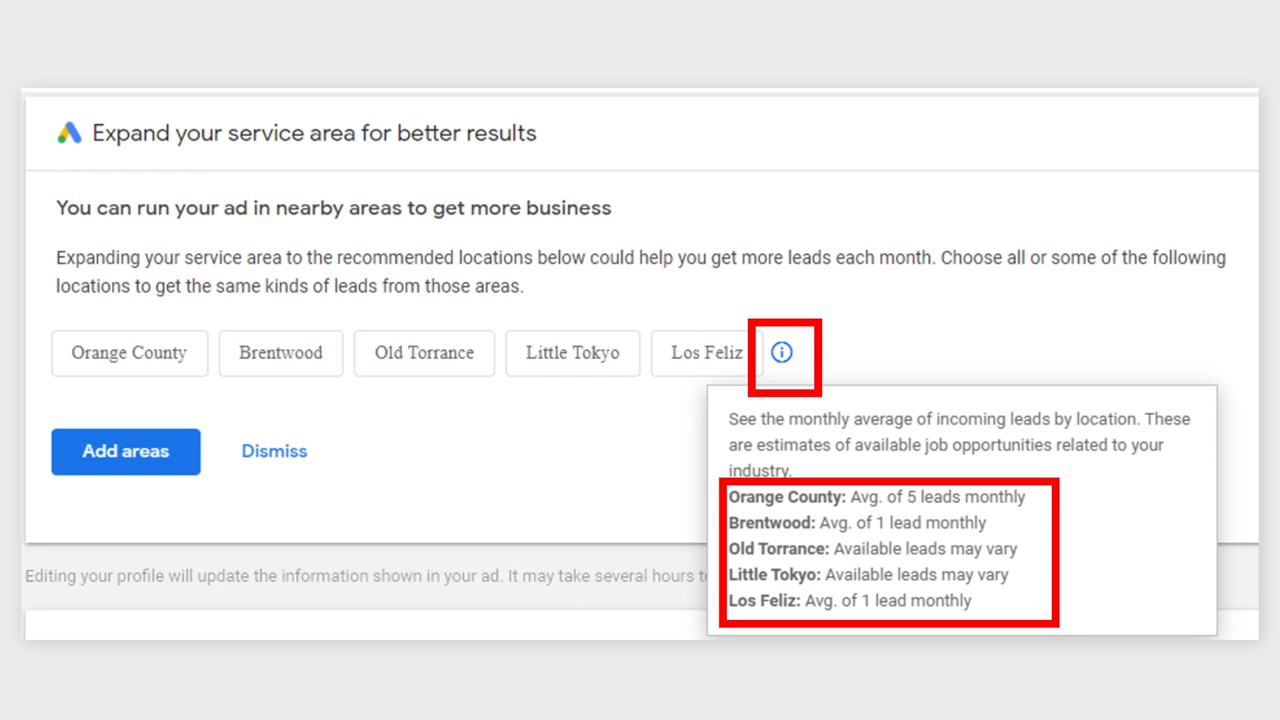 Expand your service area for better results
You can run your ad in nearby areas to get more business
Expanding your service area to the recommended locations below could help you get more leads each month. Choose all or some of the following
locations to get the same kinds of leads from those areas.
Orange County Brentwood Old Torrance Little Tokyo Los Feliz
Add areas Dismiss
See the monthly average of incoming leads by location. These
are estimates of available job opportunities related to your
industry.
Orange County: Avg. of 5 leads monthly
Brentwood: Avg. of 1 lead monthly
Old Torrance: Available leads may vary
Little Tokyo: Available leads may vary
Los Feliz: Avg. of 1 lead monthly
Editing your profile will update the information shown in your ad. It may take several hours